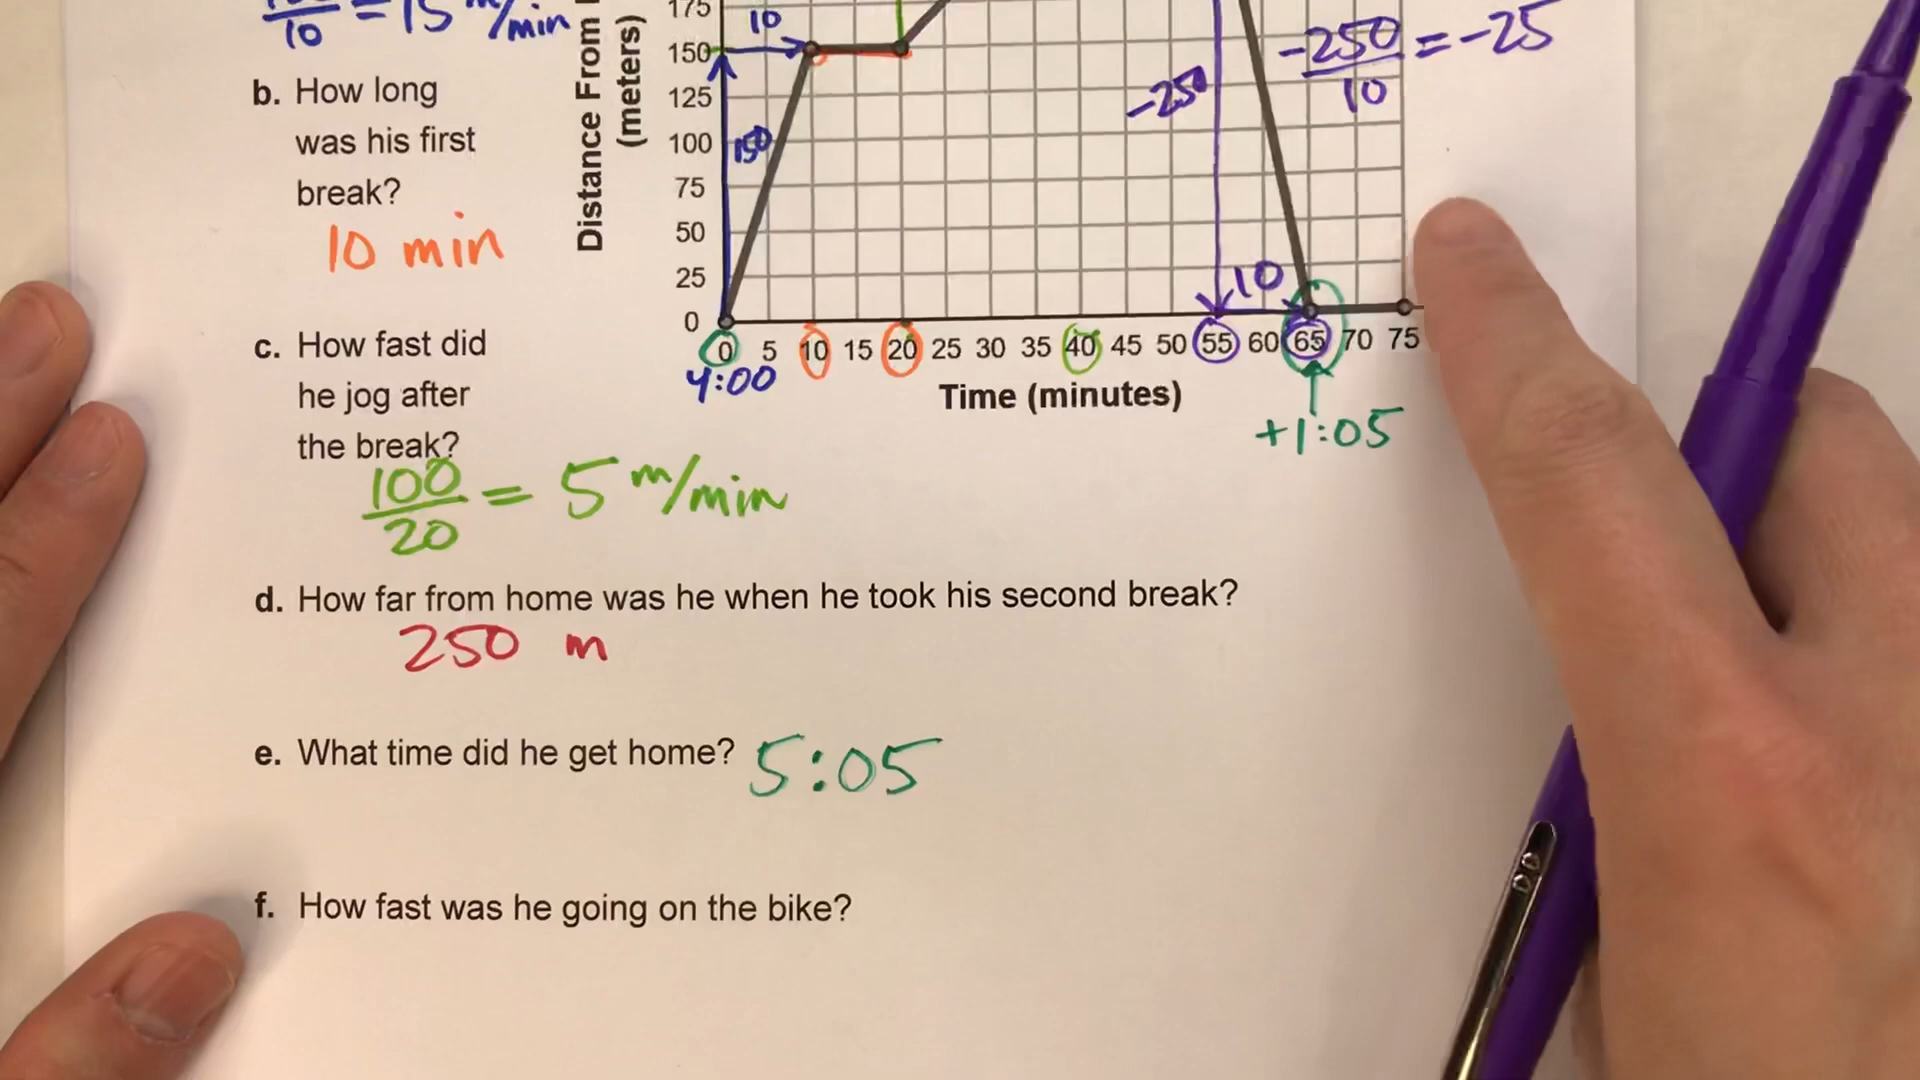 10 = 15 m/min
b. How long
was his first
break?
10 min
c. How fast did
he jog after
the break?
100/20 = 5 m/min
Distance From
(meters)
175
150
125
100
75
50
25
0
10
150
-250
10
-250/10 = -25
0 5 10 15 20 25 30 35 40 45 50 55 60 65 70 75
4:00
Time (minutes)
+1:05
d. How far from home was he when he took his second break?
250 m
e. What time did he get home? 5:05
f. How fast was he going on the bike?